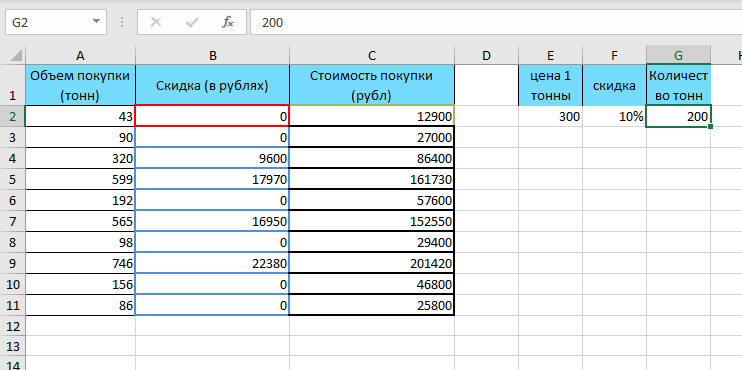 G2 fx 200
A B C D E F G H
1 Объем покупки (тонн) Скидка (в рублях) Стоимость покупки (рубл) цена 1 тонны скидка Количест во тонн
2 43 0 12900 300 10% 200
3 90 0 27000
4 320 9600 86400
5 599 17970 161730
6 192 0 57600
7 565 16950 152550
8 98 0 29400
9 746 22380 201420
10 156 0 46800
11 86 0 25800
12
13
14